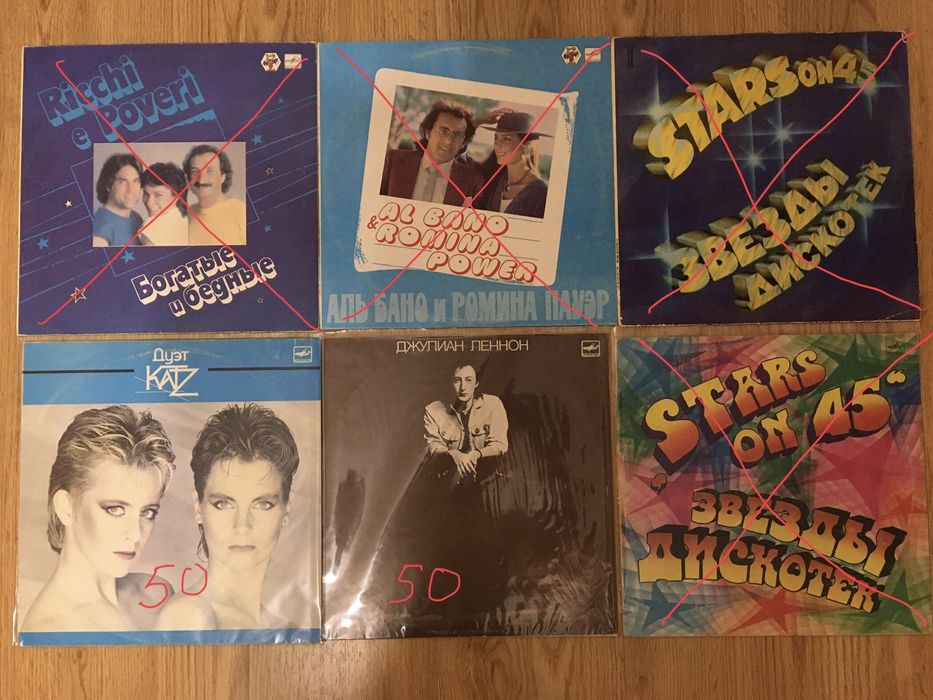 Ricchi
e Poveri
Богатые
и бедные
AL BANO
& ROMINA
POWER
АЛЬ БАНО и РОМИНА ПАУЭР
STARS ON 45
ЗВЕЗДЫ
ДИСКОТЕК
Дуэт
KATZ
50
ДЖУЛИАН ЛЕННОН
50
"STARS
ON 45"
ЗВЕЗДЫ
ДИСКОТЕК